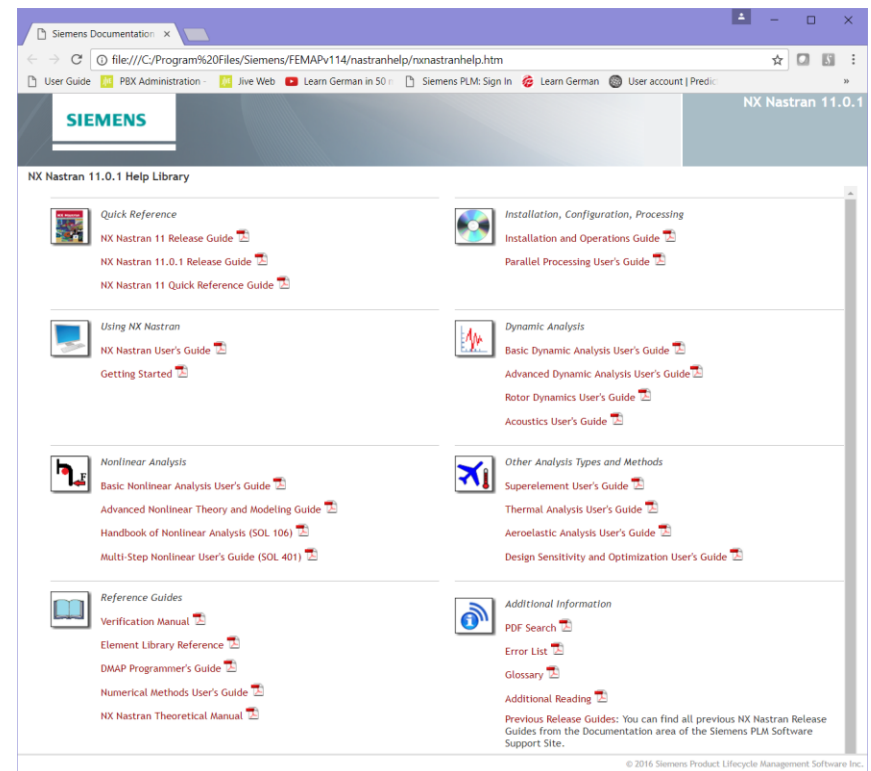 Siemens Documentation
file:///C:/Program%20Files/Siemens/FEMAPv114/nastranhelp/nxnastranhelp.htm
User Guide PBX Administration - Jive Web Learn German in 50 Siemens PLM: Sign In Learn German User account | Predic »
SIEMENS
NX Nastran 11.0.1
NX Nastran 11.0.1 Help Library
Quick Reference
NX Nastran 11 Release Guide
NX Nastran 11.0.1 Release Guide
NX Nastran 11 Quick Reference Guide
Installation, Configuration, Processing
Installation and Operations Guide
Parallel Processing User's Guide
Using NX Nastran
NX Nastran User's Guide
Getting Started
Dynamic Analysis
Basic Dynamic Analysis User's Guide
Advanced Dynamic Analysis User's Guide
Rotor Dynamics User's Guide
Acoustics User's Guide
Nonlinear Analysis
Basic Nonlinear Analysis User's Guide
Advanced Nonlinear Theory and Modeling Guide
Handbook of Nonlinear Analysis (SOL 106)
Multi-Step Nonlinear User's Guide (SOL 401)
Other Analysis Types and Methods
Superelement User's Guide
Thermal Analysis User's Guide
Aeroelastic Analysis User's Guide
Design Sensitivity and Optimization User's Guide
Reference Guides
Verification Manual
Element Library Reference
DMAP Programmer's Guide
Numerical Methods User's Guide
NX Nastran Theoretical Manual
Additional Information
PDF Search
Error List
Glossary
Additional Reading
Previous Release Guides: You can find all previous NX Nastran Release
Guides from the Documentation area of the Siemens PLM Software
Support Site.
© 2016 Siemens Product Lifecycle Management Software Inc.